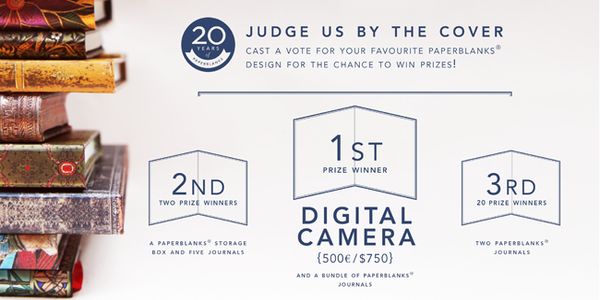 20
YEARS
of
PAPERBLANKS
JUDGE US BY THE COVER
CAST A VOTE FOR YOUR FAVOURITE PAPERBLANKS®
DESIGN FOR THE CHANCE TO WIN PRIZES!
1ST
PRIZE WINNER
DIGITAL
CAMERA
{500€/$750}
AND A BUNDLE OF PAPERBLANKS®
JOURNALS
2ND
TWO PRIZE WINNERS
A PAPERBLANKS® STORAGE
BOX AND FIVE JOURNALS
3RD
20 PRIZE WINNERS
TWO PAPERBLANKS®
JOURNALS